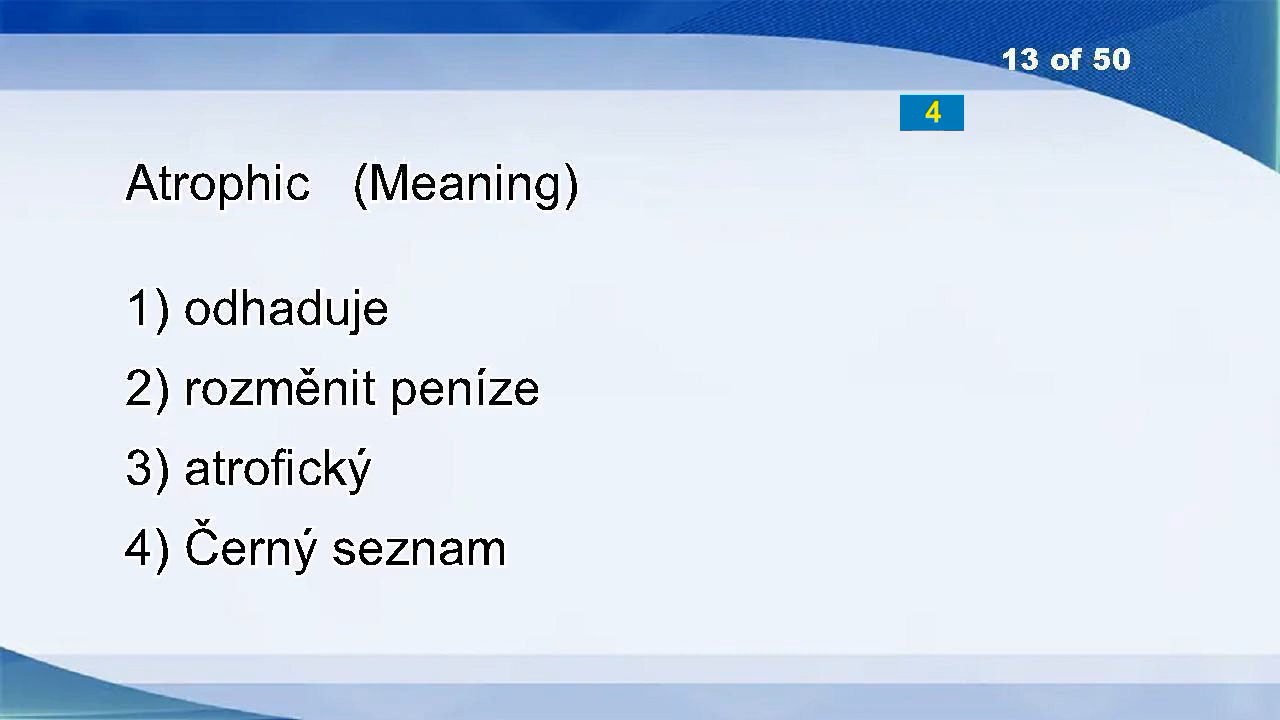 13 of 50
4
Atrophic (Meaning)
1) odhaduje
2) rozměnit peníze
3) atrofický
4) Černý seznam